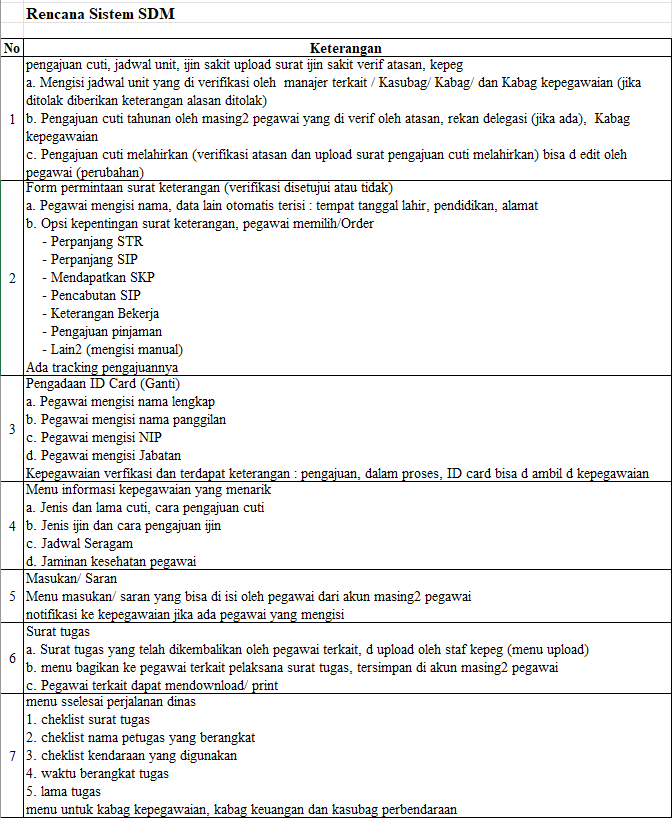 Rencana Sistem SDM
No Keterangan
pengajuan cuti, jadwal unit, ijin sakit upload surat ijin sakit verif atasan, kepeg
a. Mengisi jadwal unit yang di verifikasi oleh  manajer terkait / Kasubag/ Kabag/ dan Kabag kepegawaian (jika
ditolak diberikan keterangan alasan ditolak)
1 b. Pengajuan cuti tahunan oleh masing2 pegawai yang di verif oleh atasan, rekan delegasi (jika ada),  Kabag
kepegawaian
c. Pengajuan cuti melahirkan (verifikasi atasan dan upload surat pengajuan cuti melahirkan) bisa d edit oleh
pegawai (perubahan)
Form permintaan surat keterangan (verifikasi disetujui atau tidak)
a. Pegawai mengisi nama, data lain otomatis terisi : tempat tanggal lahir, pendidikan, alamat
b. Opsi kepentingan surat keterangan, pegawai memilih/Order
- Perpanjang STR
- Perpanjang SIP
2 - Mendapatkan SKP
- Pencabutan SIP
- Keterangan Bekerja
- Pengajuan pinjaman
- Lain2 (mengisi manual)
Ada tracking pengajuannya
Pengadaan ID Card (Ganti)
a. Pegawai mengisi nama lengkap
b. Pegawai mengisi nama panggilan
3 c. Pegawai mengisi NIP
d. Pegawai mengisi Jabatan
Kepegawaian verfikasi dan terdapat keterangan : pengajuan, dalam proses, ID card bisa d ambil d kepegawaian
Menu informasi kepegawaian yang menarik
a. Jenis dan lama cuti, cara pengajuan cuti
4 b. Jenis ijin dan cara pengajuan ijin
c. Jadwal Seragam
d. Jaminan kesehatan pegawai
Masukan/ Saran
5 Menu masukan/ saran yang bisa di isi oleh pegawai dari akun masing2 pegawai
notifikasi ke kepegawaian jika ada pegawai yang mengisi
Surat tugas
a. Surat tugas yang telah dikembalikan oleh pegawai terkait, d upload oleh staf kepeg (menu upload)
6 b. menu bagikan ke pegawai terkait pelaksana surat tugas, tersimpan di akun masing2 pegawai
c. Pegawai terkait dapat mendownload/ print
menu sselesai perjalanan dinas
1. cheklist surat tugas
2. cheklist nama petugas yang berangkat
7 3. cheklist kendaraan yang digunakan
4. waktu berangkat tugas
5. lama tugas
menu untuk kabag kepegawaian, kabag keuangan dan kasubag perbendaraan